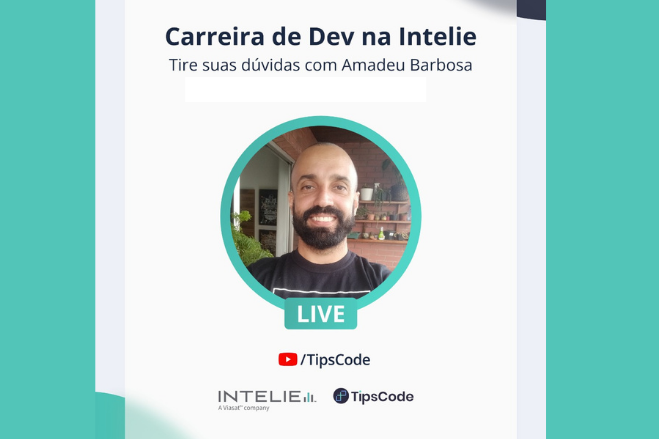 Carreira de Dev na Intelie
Tire suas dúvidas com Amadeu Barbosa
LIVE
/TipsCode
INTELIE
A Viasat™ company
TipsCode